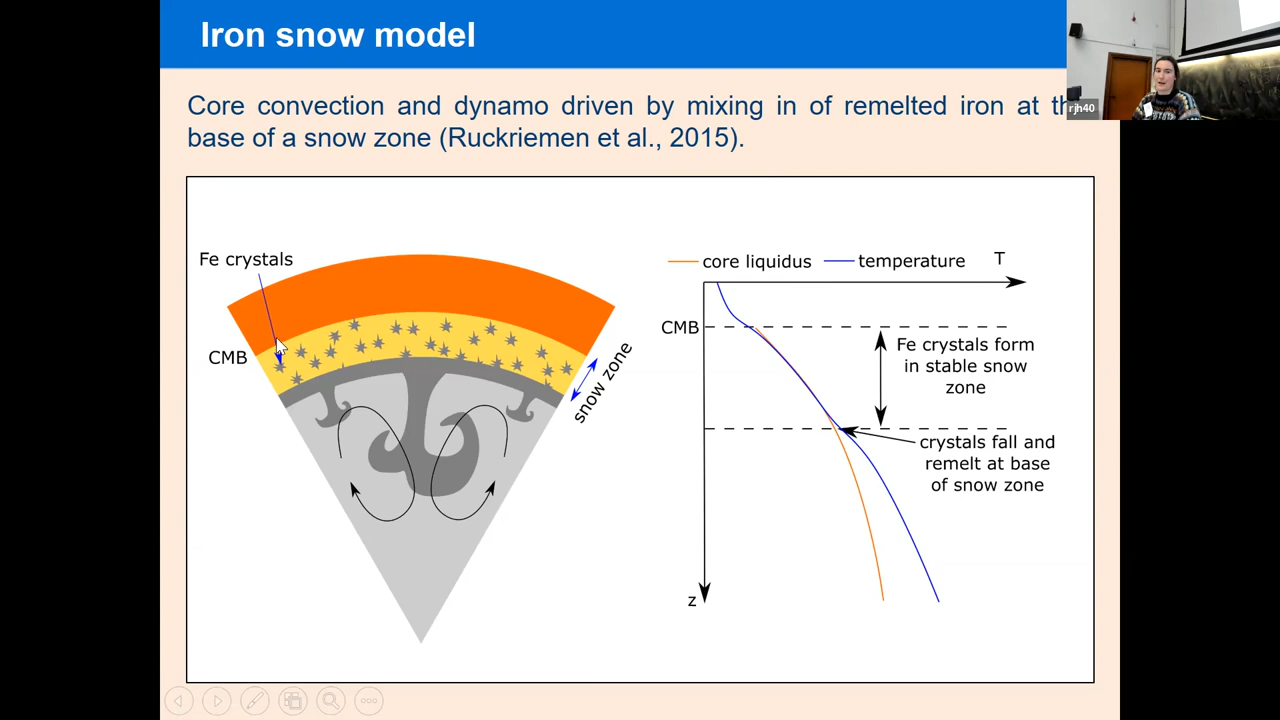 Iron snow model
Core convection and dynamo driven by mixing in of remelted iron at th
base of a snow zone (Ruckriemen et al., 2015).
rjh40
Fe crystals
CMB
snow zone
core liquidus
temperature
T
CMB
Fe crystals form
in stable snow
zone
crystals fall and
remelt at base
of snow zone
z